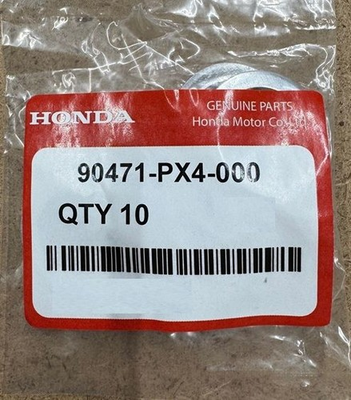 HONDA
GENUINE PARTS
Honda Motor Co., Ltd.
90471-PX4-000
QTY 10